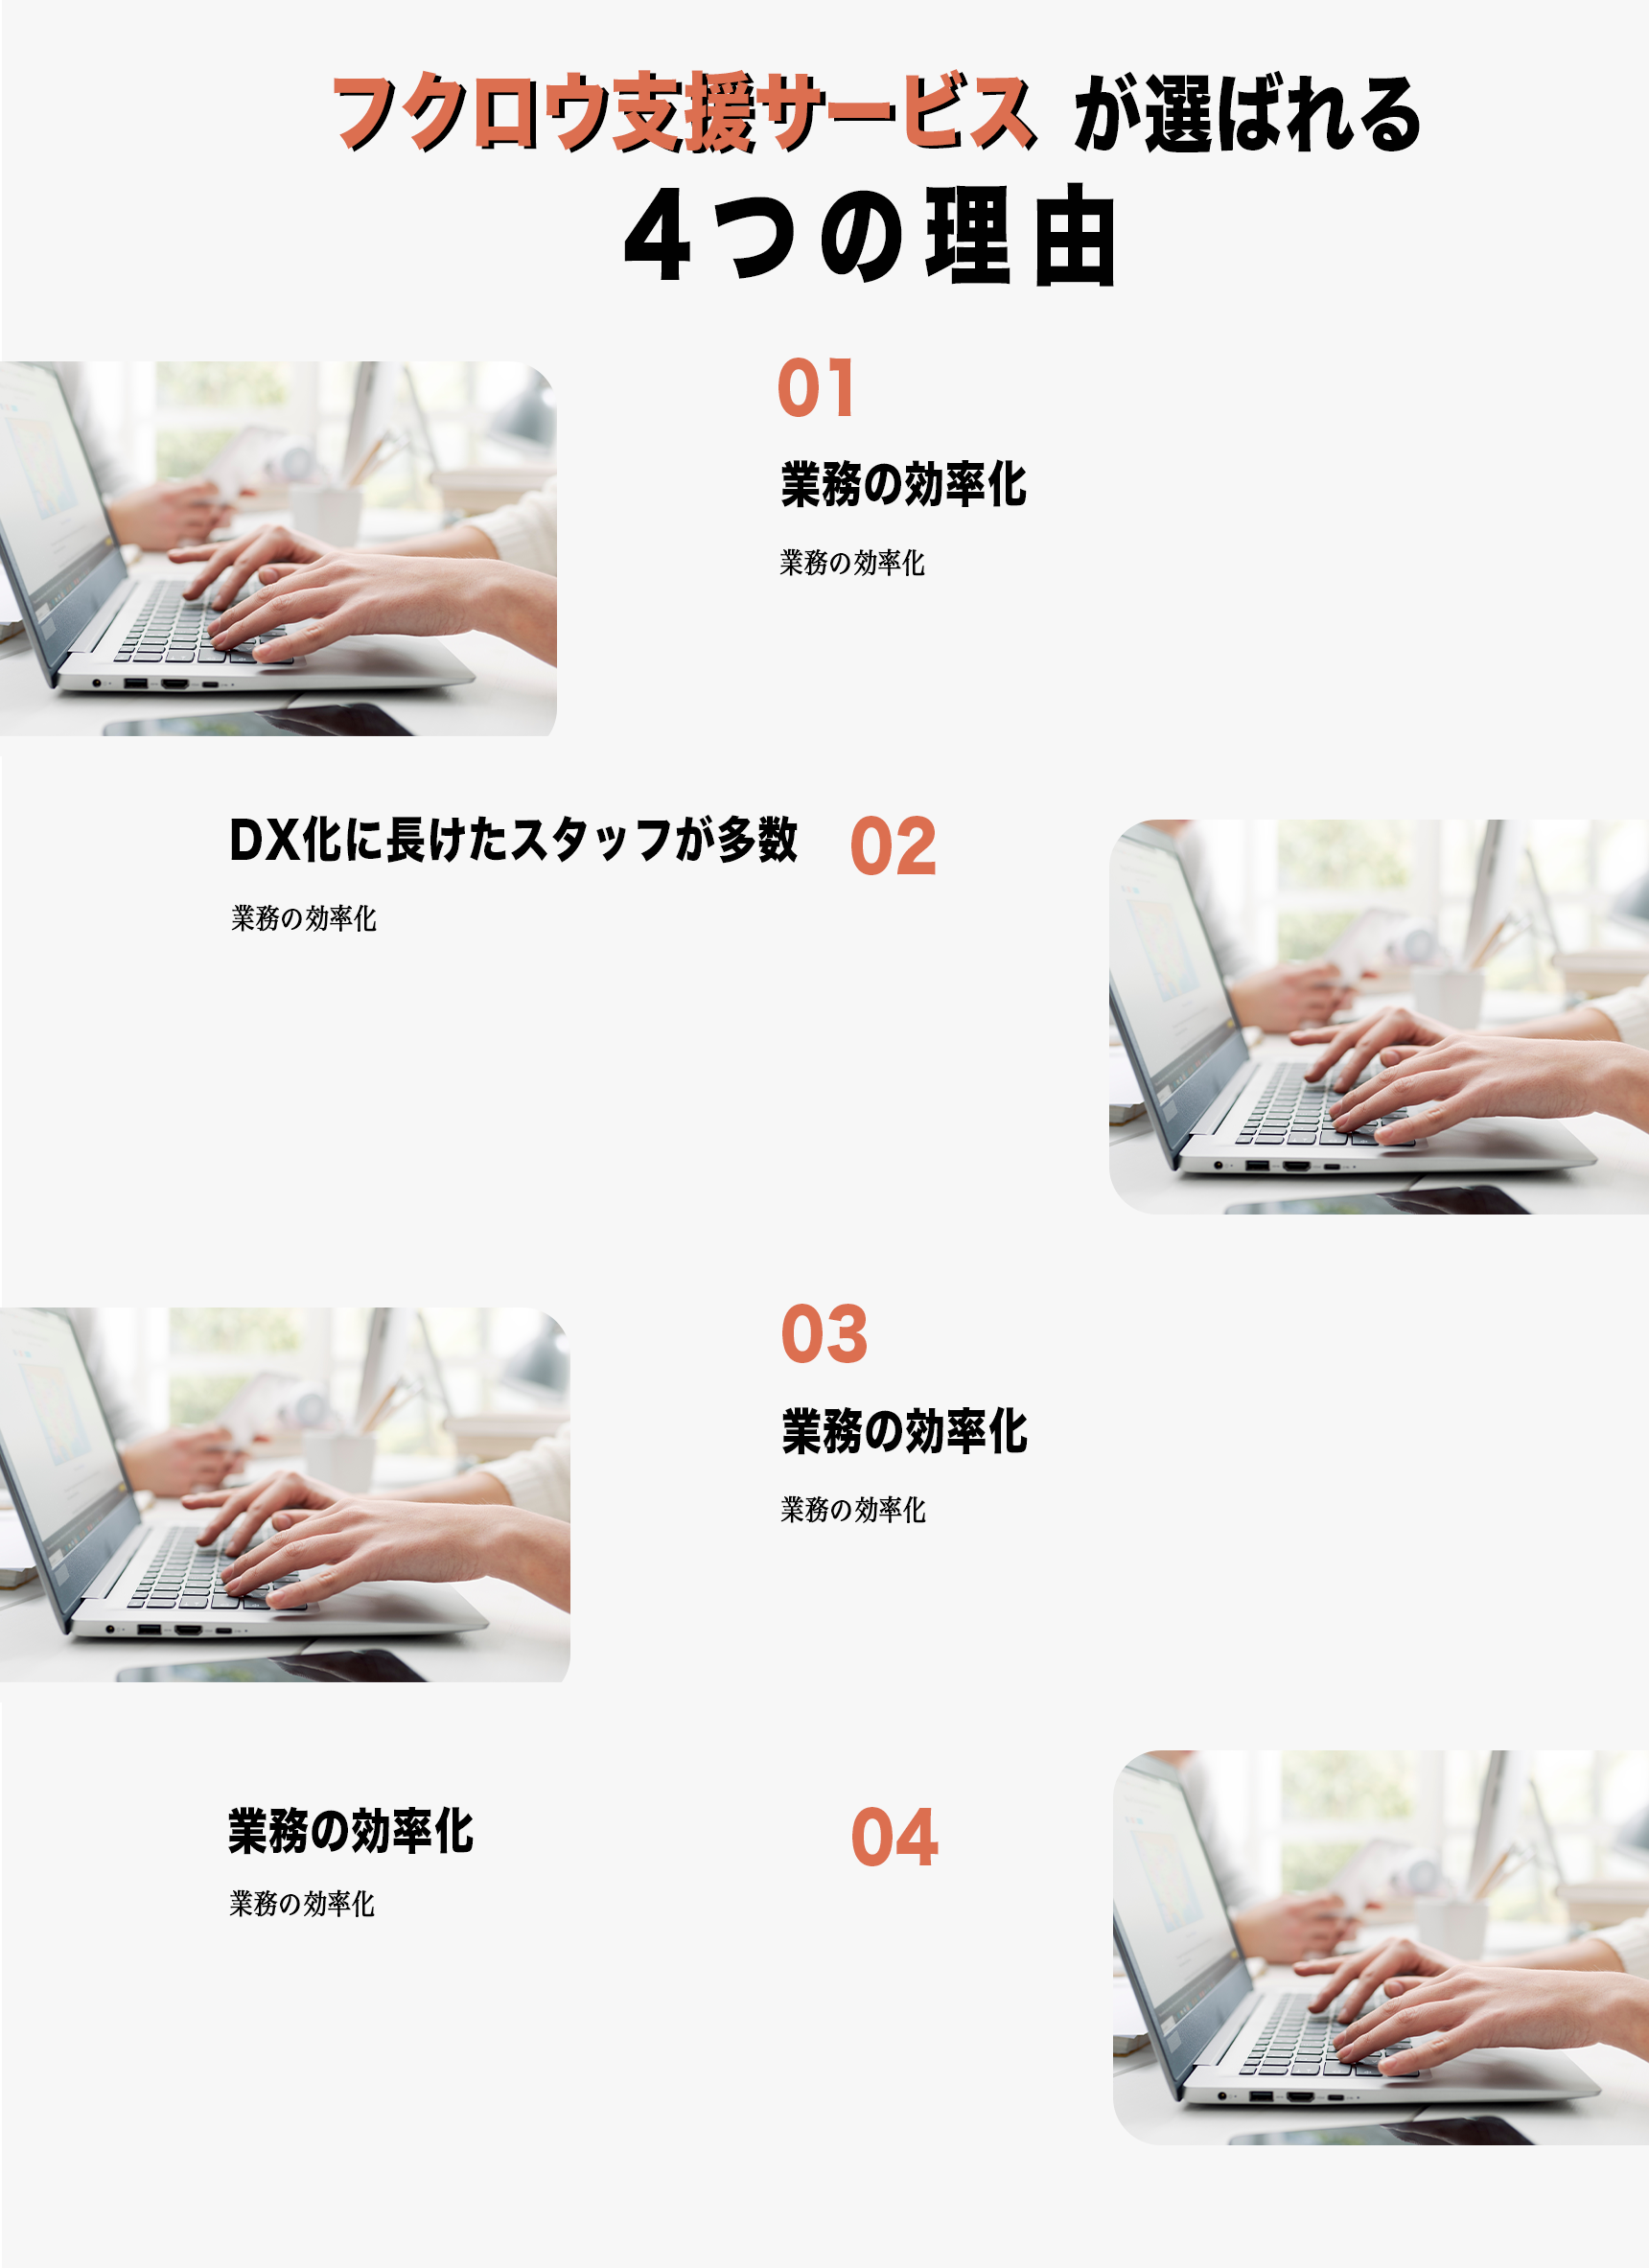 フクロウ支援サービス が選ばれる
4つの理由
01
業務の効率化
業務の効率化
DX化に長けたスタッフが多数
02
業務の効率化
03
業務の効率化
業務の効率化
業務の効率化
04
業務の効率化